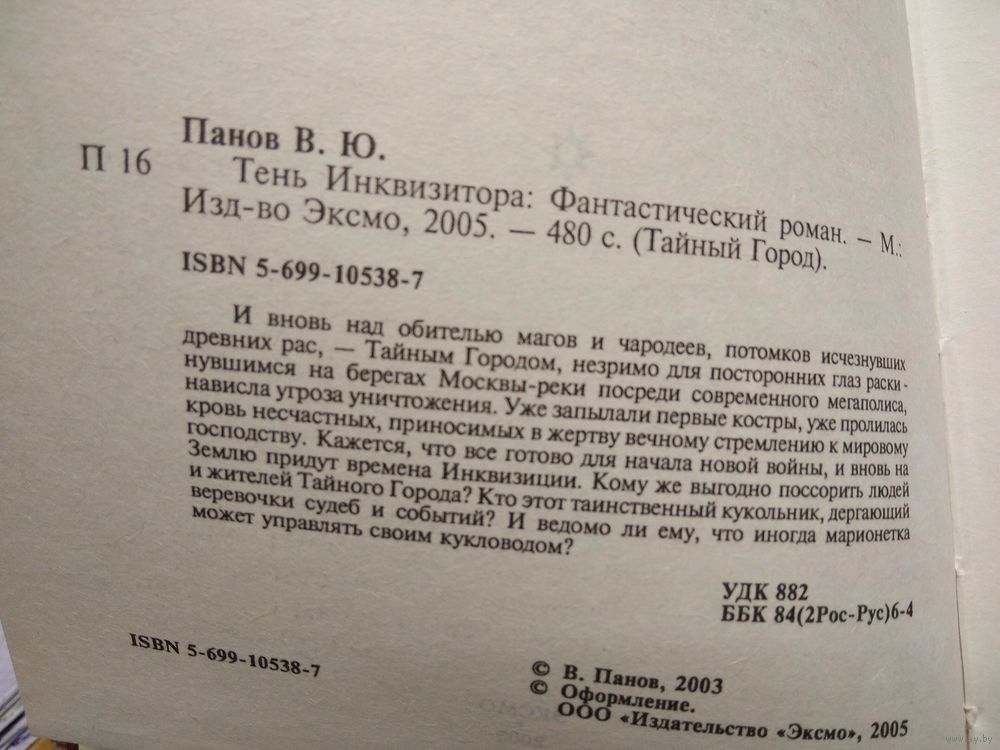 Панов В. Ю.
П 16 Тень Инквизитора: Фантастический роман. – М.:
Изд-во Эксмо, 2005. — 480 с. (Тайный Город).
ISBN 5-699-10538-7
И вновь над обителью магов и чародеев, потомков исчезнувших
древних рас, — Тайным Городом, незримо для посторонних глаз раски-
нувшимся на берегах Москвы-реки посреди современного мегаполиса,
нависла угроза уничтожения. Уже запылали первые костры, уже пролилась
кровь несчастных, приносимых в жертву вечному стремлению к мировому
господству. Кажется, что все готово для начала новой войны, и вновь на
Землю придут времена Инквизиции. Кому же выгодно поссорить людей
и жителей Тайного Города? Кто этот таинственный кукольник, дергающий
веревочки судеб и событий? И ведомо ли ему, что иногда марионетка
может управлять своим кукловодом?
УДК 882
ББК 84(2Рос-Рус)6-4
ISBN 5-699-10538-7
© В. Панов, 2003
© Оформление.
ООО «Издательство «Эксмо», 2005